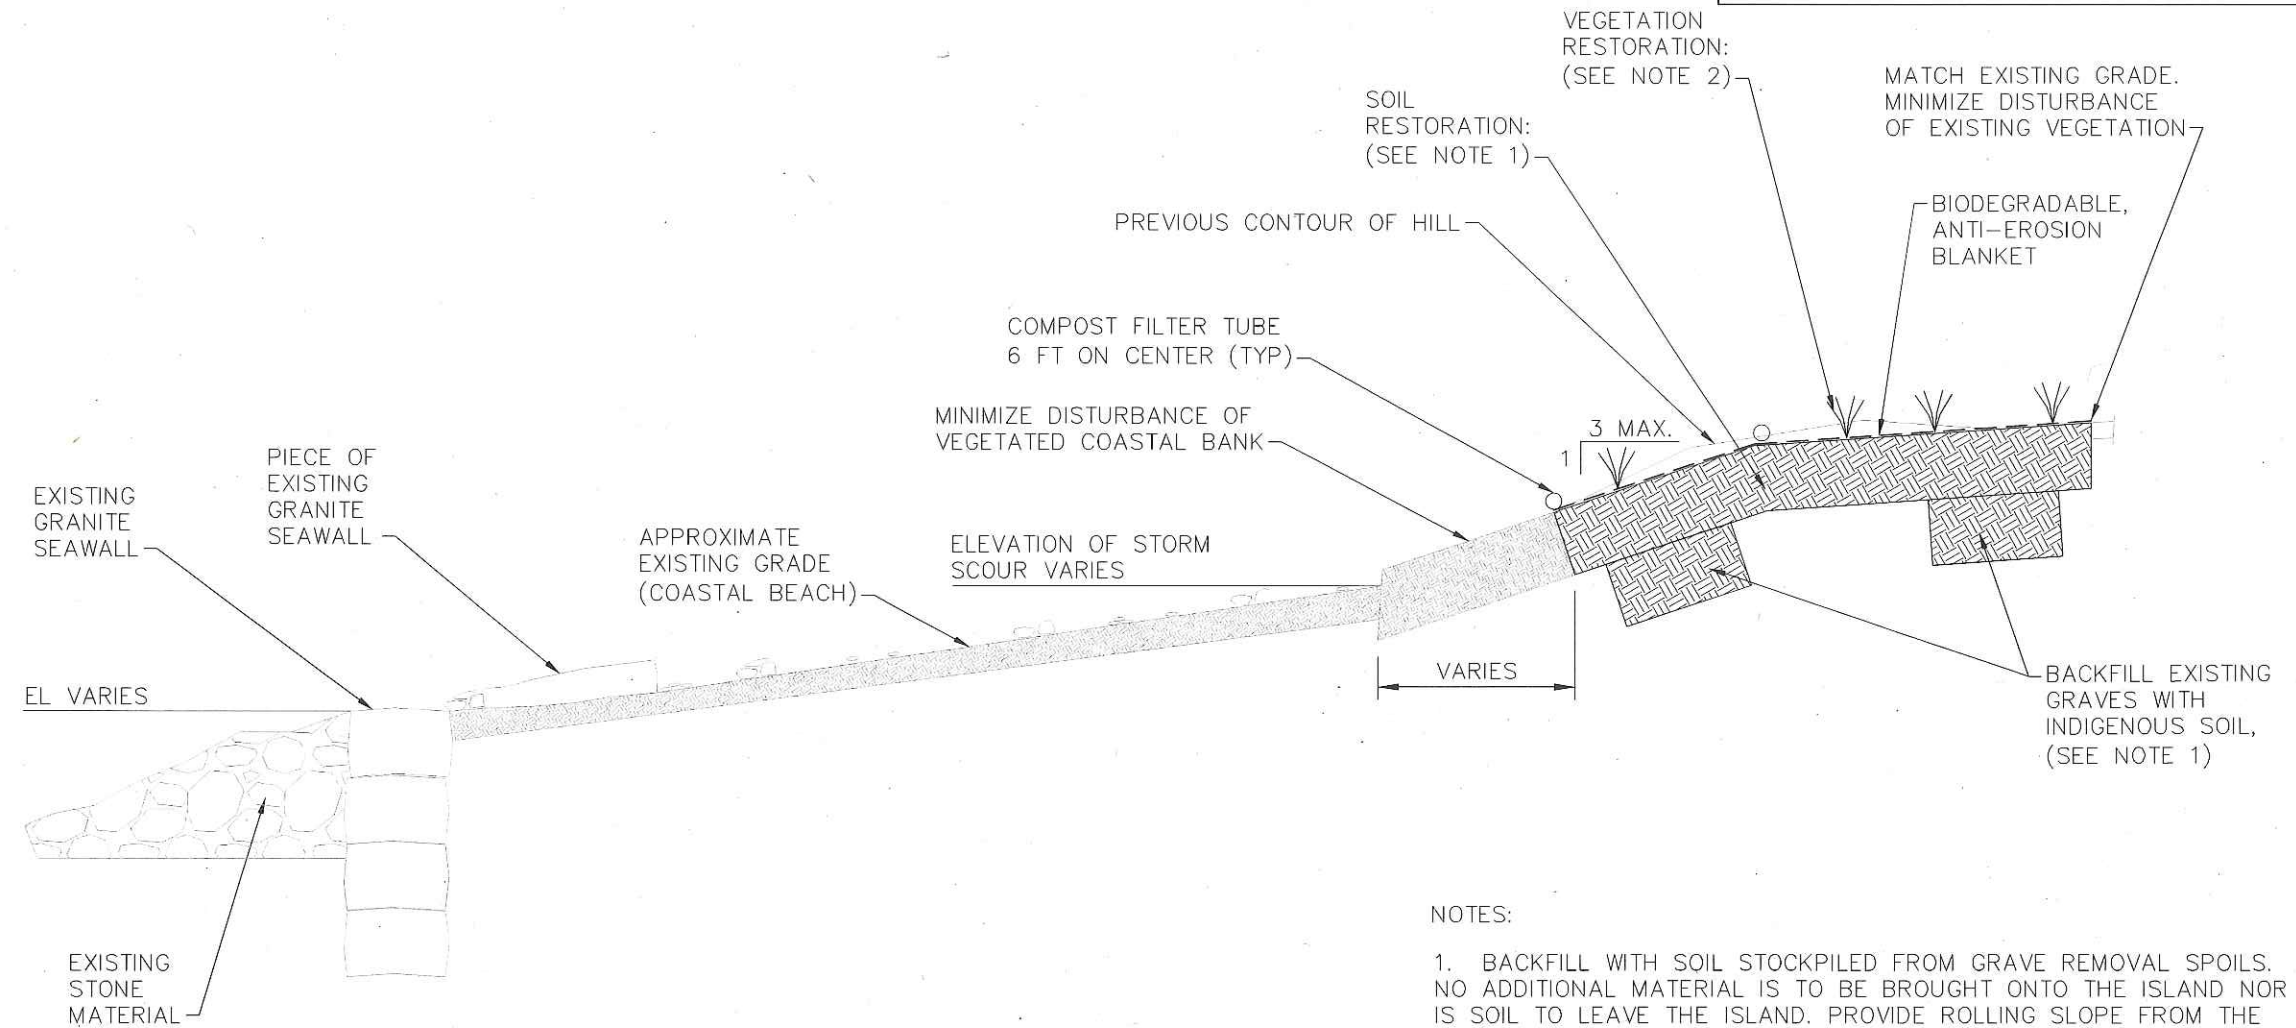 VEGETATION
RESTORATION:
(SEE NOTE 2)
MATCH EXISTING GRADE.
MINIMIZE DISTURBANCE
OF EXISTING VEGETATION
SOIL
RESTORATION:
(SEE NOTE 1)
BIODEGRADABLE,
ANTI-EROSION
BLANKET
PREVIOUS CONTOUR OF HILL
COMPOST FILTER TUBE
6 FT ON CENTER (TYP)
MINIMIZE DISTURBANCE OF
VEGETATED COASTAL BANK
3 MAX.
1
PIECE OF
EXISTING
GRANITE
SEAWALL
EXISTING
GRANITE
SEAWALL
APPROXIMATE
EXISTING GRADE
(COASTAL BEACH)
ELEVATION OF STORM
SCOUR VARIES
VARIES
EL VARIES
BACKFILL EXISTING
GRAVES WITH
INDIGENOUS SOIL,
(SEE NOTE 1)
EXISTING
STONE
MATERIAL
NOTES:
1. BACKFILL WITH SOIL STOCKPILED FROM GRAVE REMOVAL SPOILS.
NO ADDITIONAL MATERIAL IS TO BE BROUGHT ONTO THE ISLAND NOR
IS SOIL TO LEAVE THE ISLAND. PROVIDE ROLLING SLOPE FROM THE